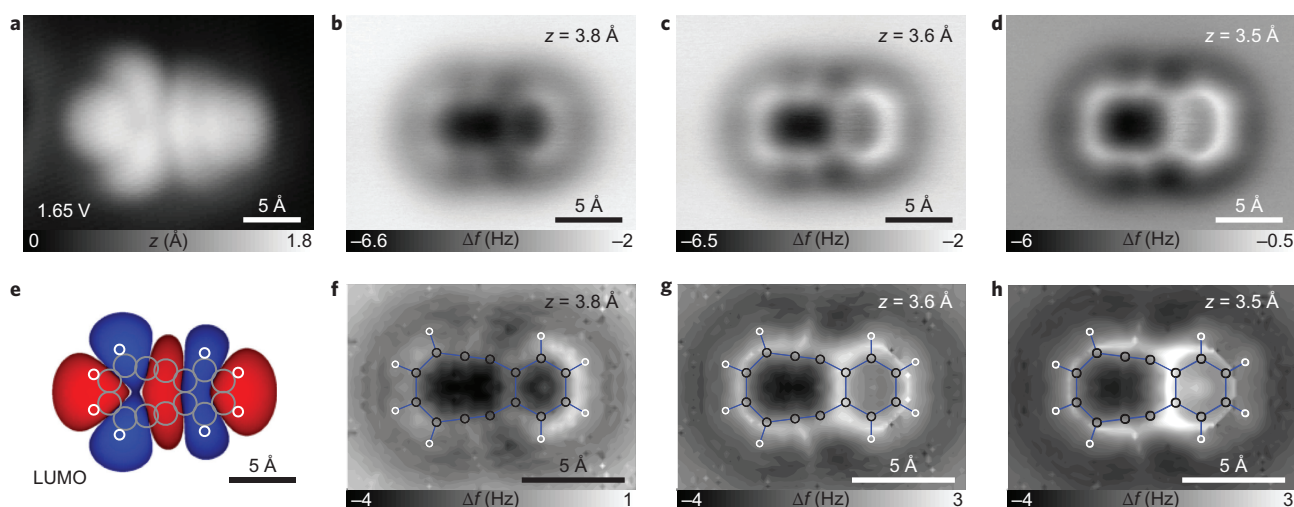 a
1.65 V
5 Å
0 z (Å) 1.8
b
z = 3.8 Å
5 Å
–6.6 Δf (Hz) –2
c
z = 3.6 Å
5 Å
–6.5 Δf (Hz) –2
d
z = 3.5 Å
5 Å
–6 Δf (Hz) –0.5
e
LUMO
5 Å
f
z = 3.8 Å
5 Å
–4 Δf (Hz) 1
g
z = 3.6 Å
5 Å
–4 Δf (Hz) 3
h
z = 3.5 Å
5 Å
–4 Δf (Hz) 3